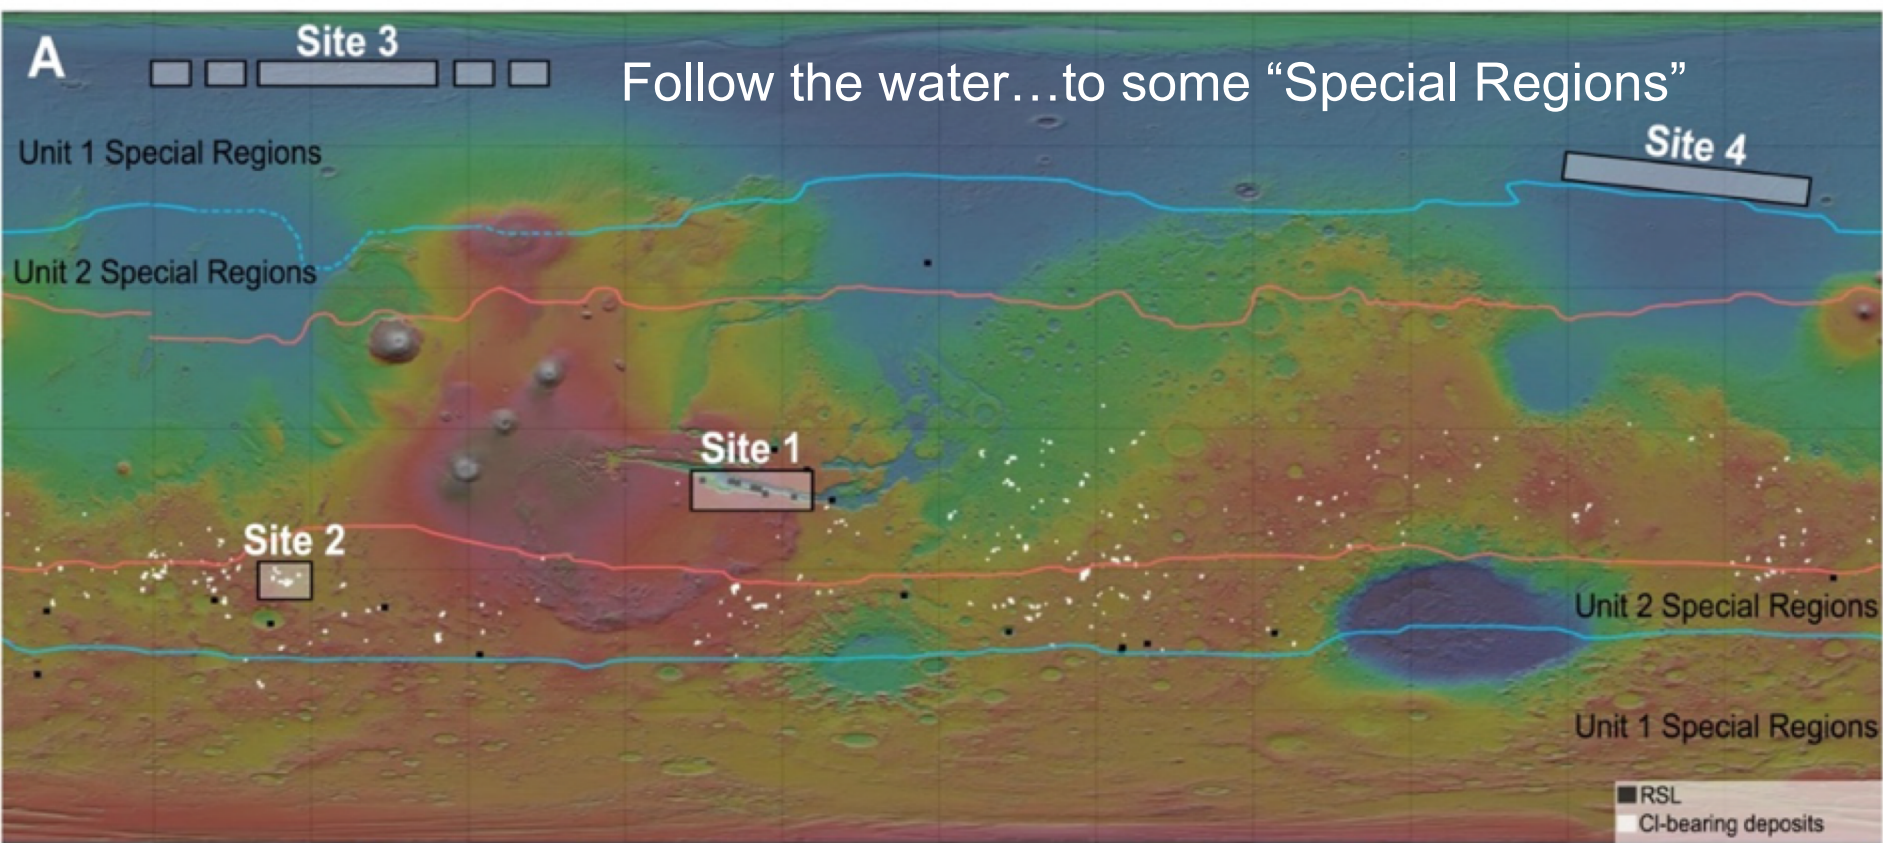 A
Site 3
Follow the water…to some “Special Regions”
Unit 1 Special Regions
Site 4
Unit 2 Special Regions
Site 1
Site 2
Unit 2 Special Regions
Unit 1 Special Regions
RSL
Cl-bearing deposits